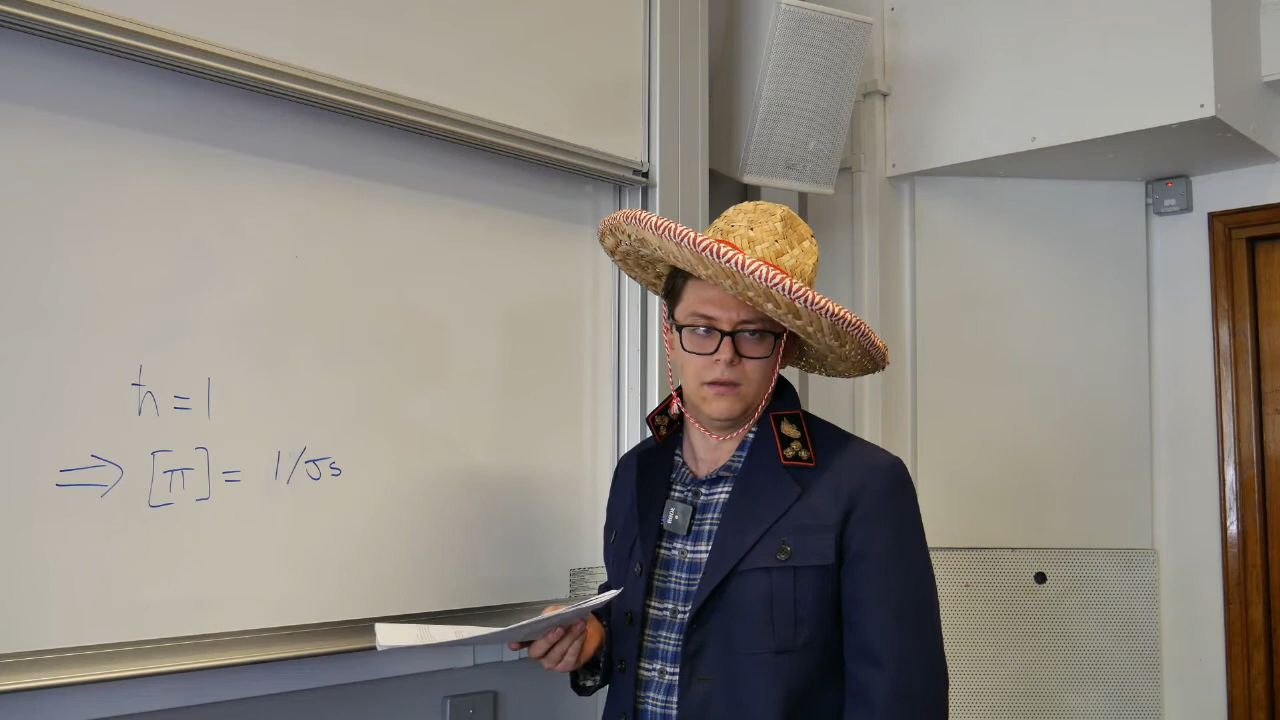 ħ = 1
⇒ [π] = 1/Js